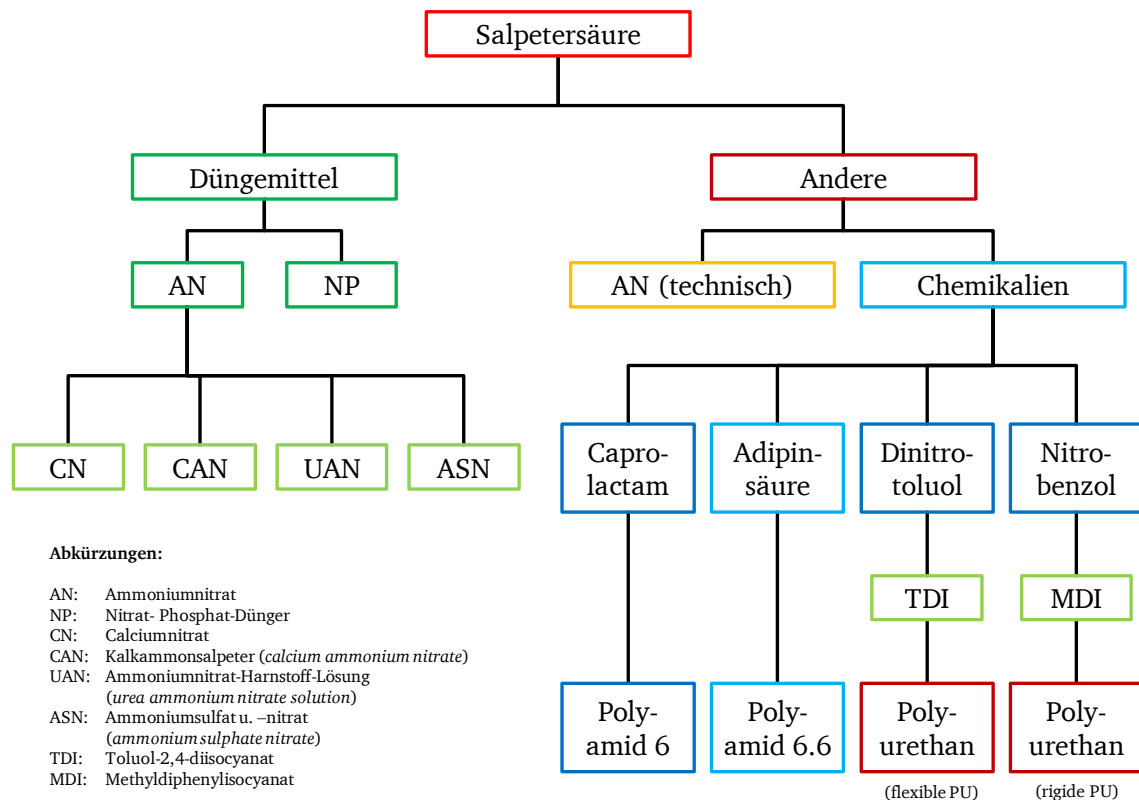 Salpetersäure
Düngemittel
Andere
AN
NP
AN (technisch)
Chemikalien
CN
CAN
UAN
ASN
Capro-
lactam
Adipin-
säure
Dinitro-
toluol
Nitro-
benzol
TDI
MDI
Poly-
amid 6
Poly-
amid 6.6
Poly-
urethan
(flexible PU)
Poly-
urethan
(rigide PU)
Abkürzungen:
AN: Ammoniumnitrat
NP: Nitrat- Phosphat-Dünger
CN: Calciumnitrat
CAN: Kalkammonsalpeter (calcium ammonium nitrate)
UAN: Ammoniumnitrat-Harnstoff-Lösung
(urea ammonium nitrate solution)
ASN: Ammoniumsulfat u. –nitrat
(ammonium sulphate nitrate)
TDI: Toluol-2,4-diisocyanat
MDI: Methyldiphenylisocyanat